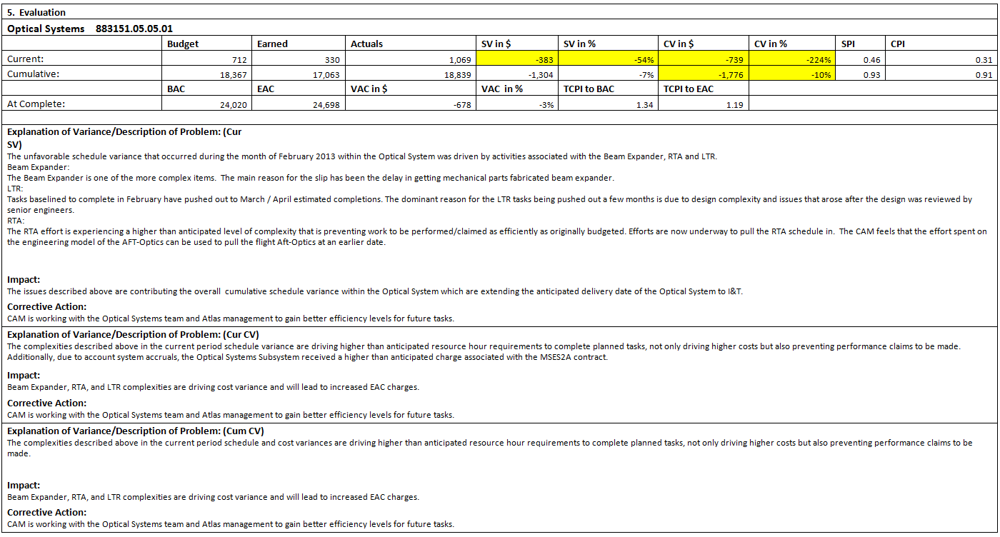 5. Evaluation
Optical Systems 883151.05.05.01
Budget Earned Actuals SV in $ SV in % CV in $ CV in % SPI CPI
Current: 712 330 1,069 -383 -54% -739 -224% 0.46 0.31
Cumulative: 18,367 17,063 18,839 -1,304 -7% -1,776 -10% 0.93 0.91
BAC EAC VAC in $ VAC in % TCPI to BAC TCPI to EAC
At Complete: 24,020 24,698 -678 -3% 1.34 1.19
Explanation of Variance/Description of Problem: (Cur
SV)
The unfavorable schedule variance that occurred during the month of February 2013 within the Optical System was driven by activities associated with the Beam Expander, RTA and LTR.
Beam Expander:
The Beam Expander is one of the more complex items. The main reason for the slip has been the delay in getting mechanical parts fabricated beam expander.
LTR:
Tasks baselined to complete in February have pushed out to March / April estimated completions. The dominant reason for the LTR tasks being pushed out a few months is due to design complexity and issues that arose after the design was reviewed by
senior engineers.
RTA:
The RTA effort is experiencing a higher than anticipated level of complexity that is preventing work to be performed/claimed as efficiently as originally budgeted. Efforts are now underway to pull the RTA schedule in. The CAM feels that the effort spent on
the engineering model of the AFT-Optics can be used to pull the flight Aft-Optics at an earlier date.
Impact:
The issues described above are contributing the overall cumulative schedule variance within the Optical System which are extending the anticipated delivery date of the Optical System to I&T.
Corrective Action:
CAM is working with the Optical Systems team and Atlas management to gain better efficiency levels for future tasks.
Explanation of Variance/Description of Problem: (Cur CV)
The complexities described above in the current period schedule variance are driving higher than anticipated resource hour requirements to complete planned tasks, not only driving higher costs but also preventing performance claims to be made.
Additionally, due to account system accruals, the Optical Systems Subsystem received a higher than anticipated charge associated with the MSES2A contract.
Impact:
Beam Expander, RTA, and LTR complexities are driving cost variance and will lead to increased EAC charges.
Corrective Action:
CAM is working with the Optical Systems team and Atlas management to gain better efficiency levels for future tasks.
Explanation of Variance/Description of Problem: (Cum CV)
The complexities described above in the current period schedule and cost variances are driving higher than anticipated resource hour requirements to complete planned tasks, not only driving higher costs but also preventing performance claims to be
made.
Impact:
Beam Expander, RTA, and LTR complexities are driving cost variance and will lead to increased EAC charges.
Corrective Action:
CAM is working with the Optical Systems team and Atlas management to gain better efficiency levels for future tasks.